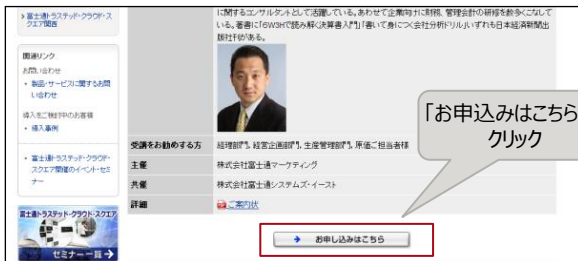 富士通トラステッド・クラウド・ス
クエア関西
関連リンク
お問い合わせ
製品・サービスに関するお問
い合わせ
導入をご検討中のお客様
導入事例
富士通トラステッド・クラウド・
スクエア開催のイベント・セミ
ナー
富士通トラステッド・クラウド・スクエア
セミナー一覧
に関するコンサルタントとして活躍している。あわせて企業向けに財務、管理会計の研修を数多くこなして
いる。著書に「6W3Hで読み解く決算書入門」「書いて身につく会社分析ドリル」いずれも日本経済新聞出
版社刊がある。
受講をお勧めする方
経理部門、経営企画部門、生産管理部門、原価ご担当者様
主催
株式会社富士通マーケティング
共催
株式会社富士通システムズ・イースト
詳細
ご案内状
お申し込みはこちら
「お申込みはこちら
クリック